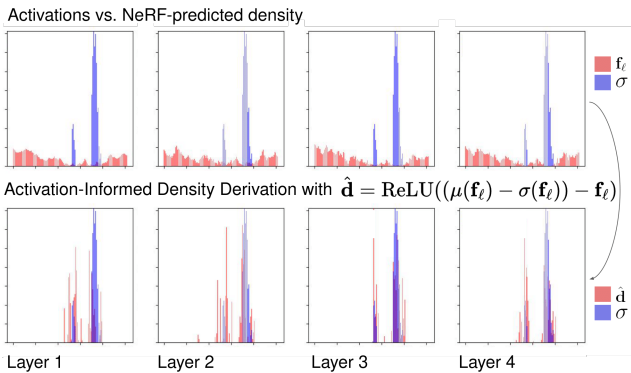 Activations vs. NeRF-predicted density
f_ℓ
σ
Activation-Informed Density Derivation with d̂ = ReLU((μ(f_ℓ) − σ(f_ℓ)) − f_ℓ)
d̂
σ
Layer 1 Layer 2 Layer 3 Layer 4